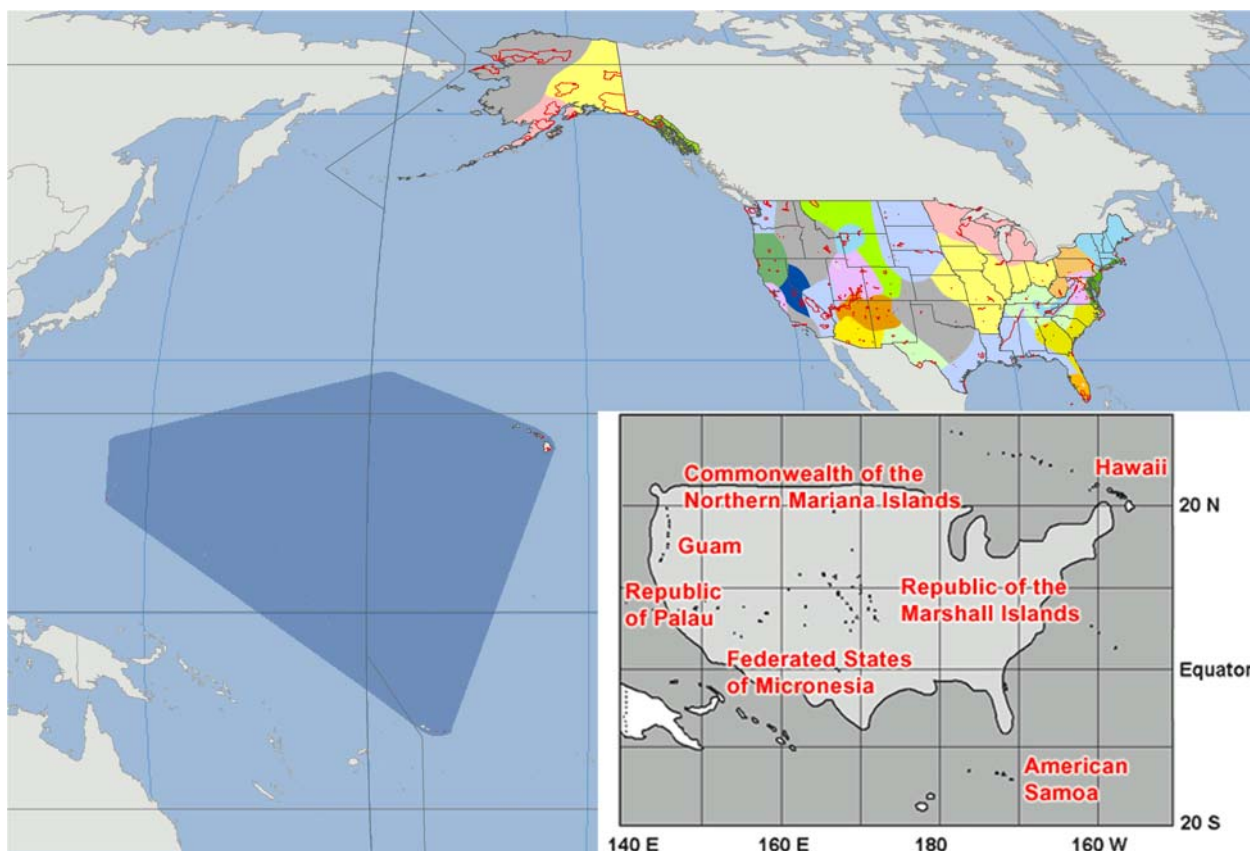 Commonwealth of the
Northern Mariana Islands
Hawaii
20 N
Guam
Republic
of Palau
Republic of the
Marshall Islands
Federated States
of Micronesia
Equator
American
Samoa
20 S
140 E
160 E
180
160 W